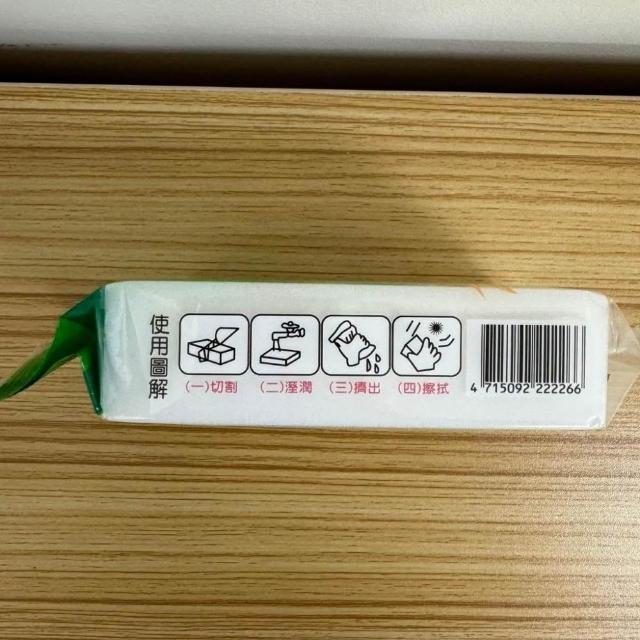 使用圖解
(一)切割
(二)溼潤
(三)擠出
(四)擦拭
4 715092 222266